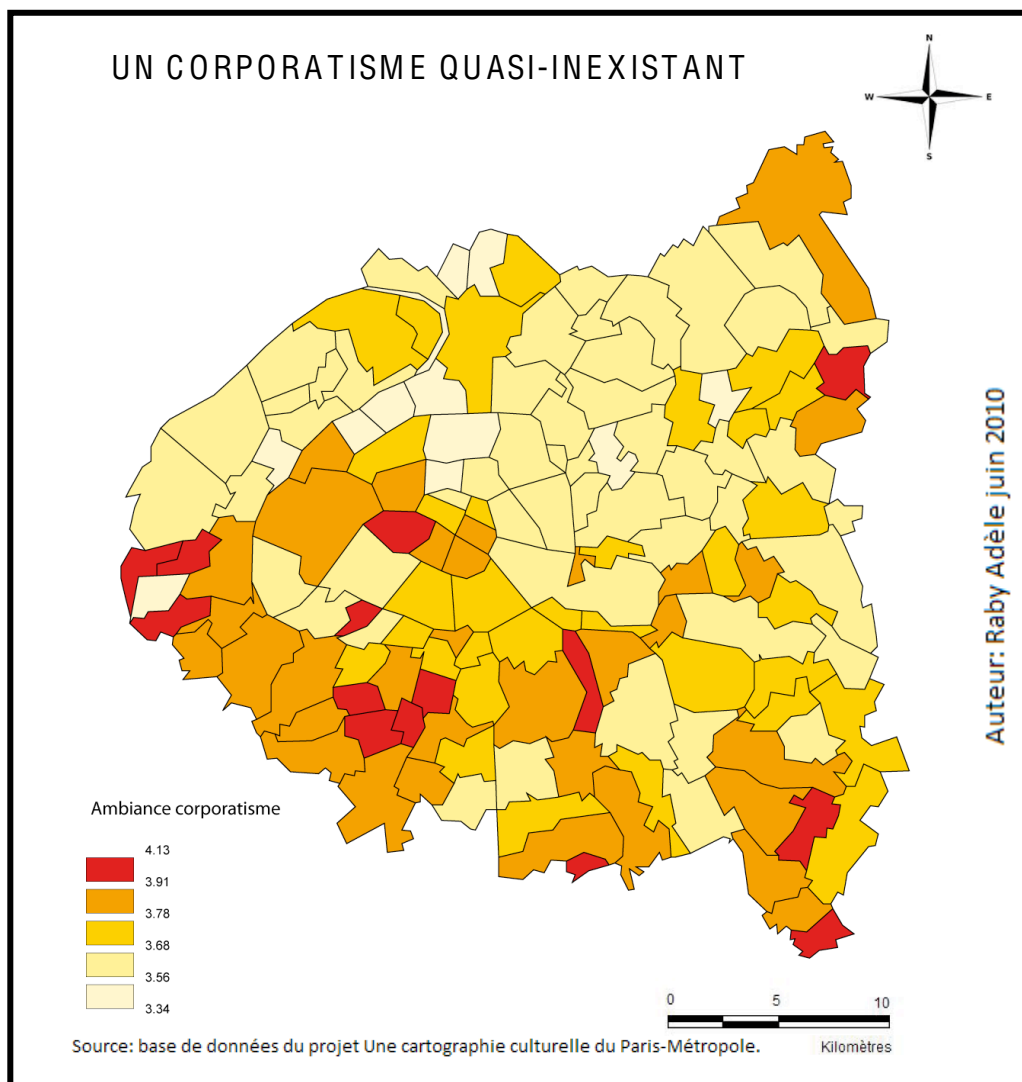 UN CORPORATISME QUASI-INEXISTANT
N
W
E
S
Auteur: Raby Adèle juin 2010
Ambiance corporatisme
4.13
3.91
3.78
3.68
3.56
3.34
0 5 10
Kilomètres
Source: base de données du projet Une cartographie culturelle du Paris-Métropole.